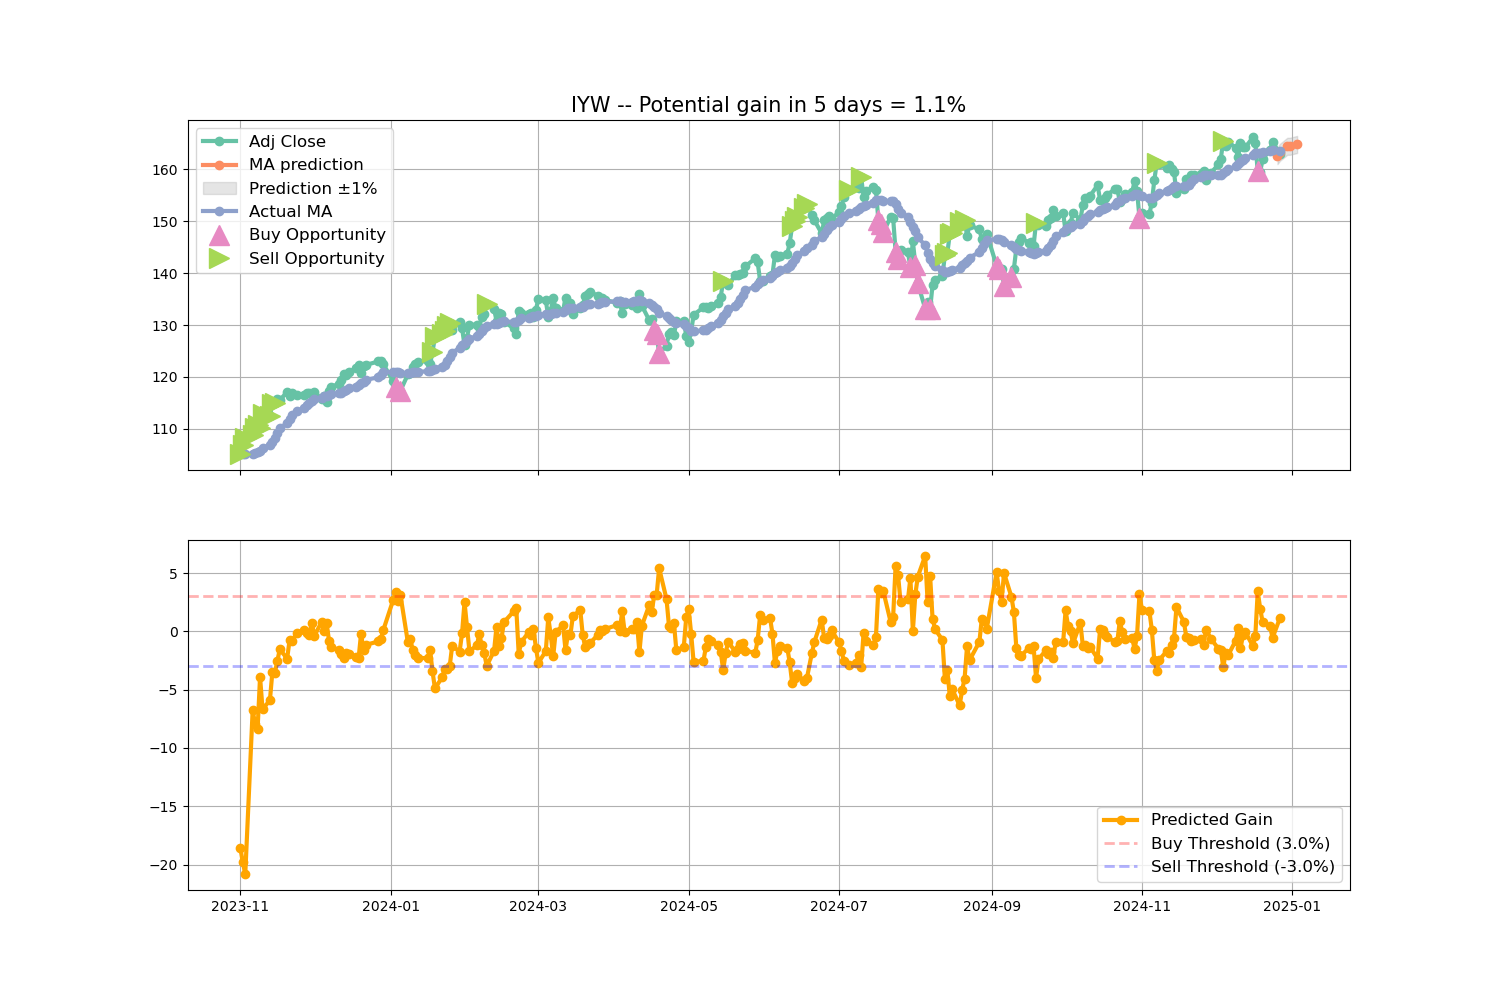 IYW -- Potential gain in 5 days = 1.1%
Adj Close
MA prediction
Prediction ±1%
Actual MA
Buy Opportunity
Sell Opportunity
160
150
140
130
120
110
5
0
−5
−10
−15
−20
Predicted Gain
Buy Threshold (3.0%)
Sell Threshold (-3.0%)
2023-11 2024-01 2024-03 2024-05 2024-07 2024-09 2024-11 2025-01